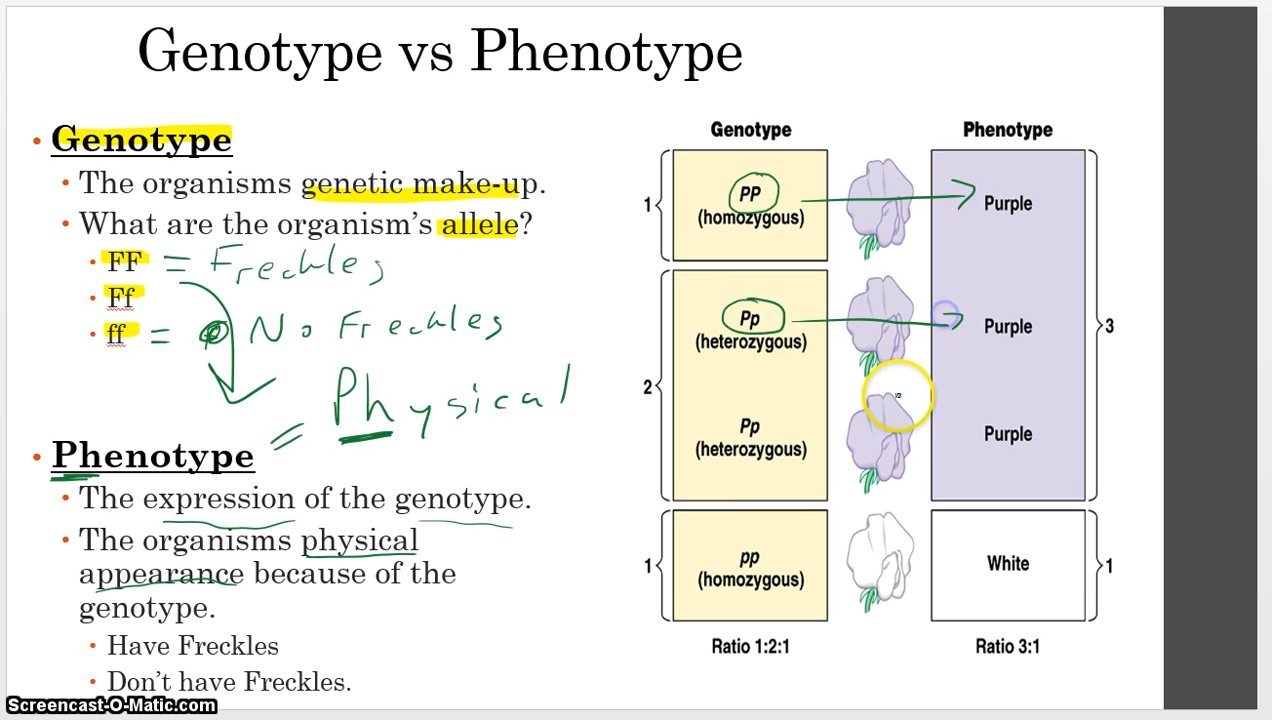 Genotype vs Phenotype
• Genotype
• The organisms genetic make-up.
• What are the organism's allele?
• FF = Freckles
• Ff
• ff = No Freckles
= Physical
• Phenotype
• The expression of the genotype.
• The organisms physical
appearance because of the
genotype.
• Have Freckles
• Don't have Freckles.
Genotype Phenotype
1 PP
(homozygous)
Purple
2 Pp
(heterozygous)
Purple 3
Pp
(heterozygous)
Purple
1 pp
(homozygous)
White 1
Ratio 1:2:1 Ratio 3:1
Screencast-O-Matic.com